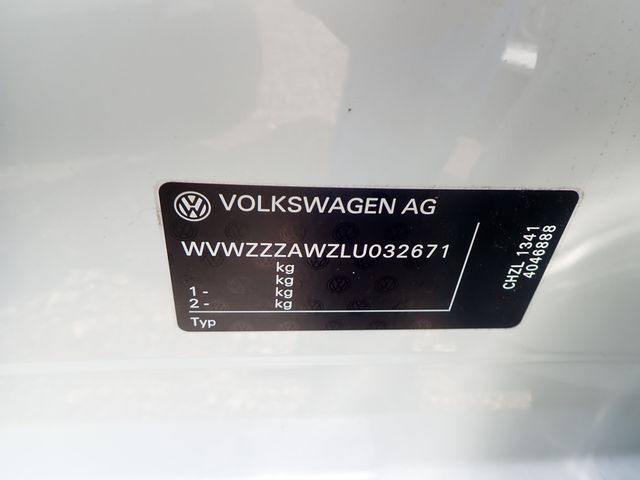 VOLKSWAGEN AG
WVWZZZAWZLU032671
kg
kg
1 - kg
2 - kg
Typ
CHZL 1341
4046888